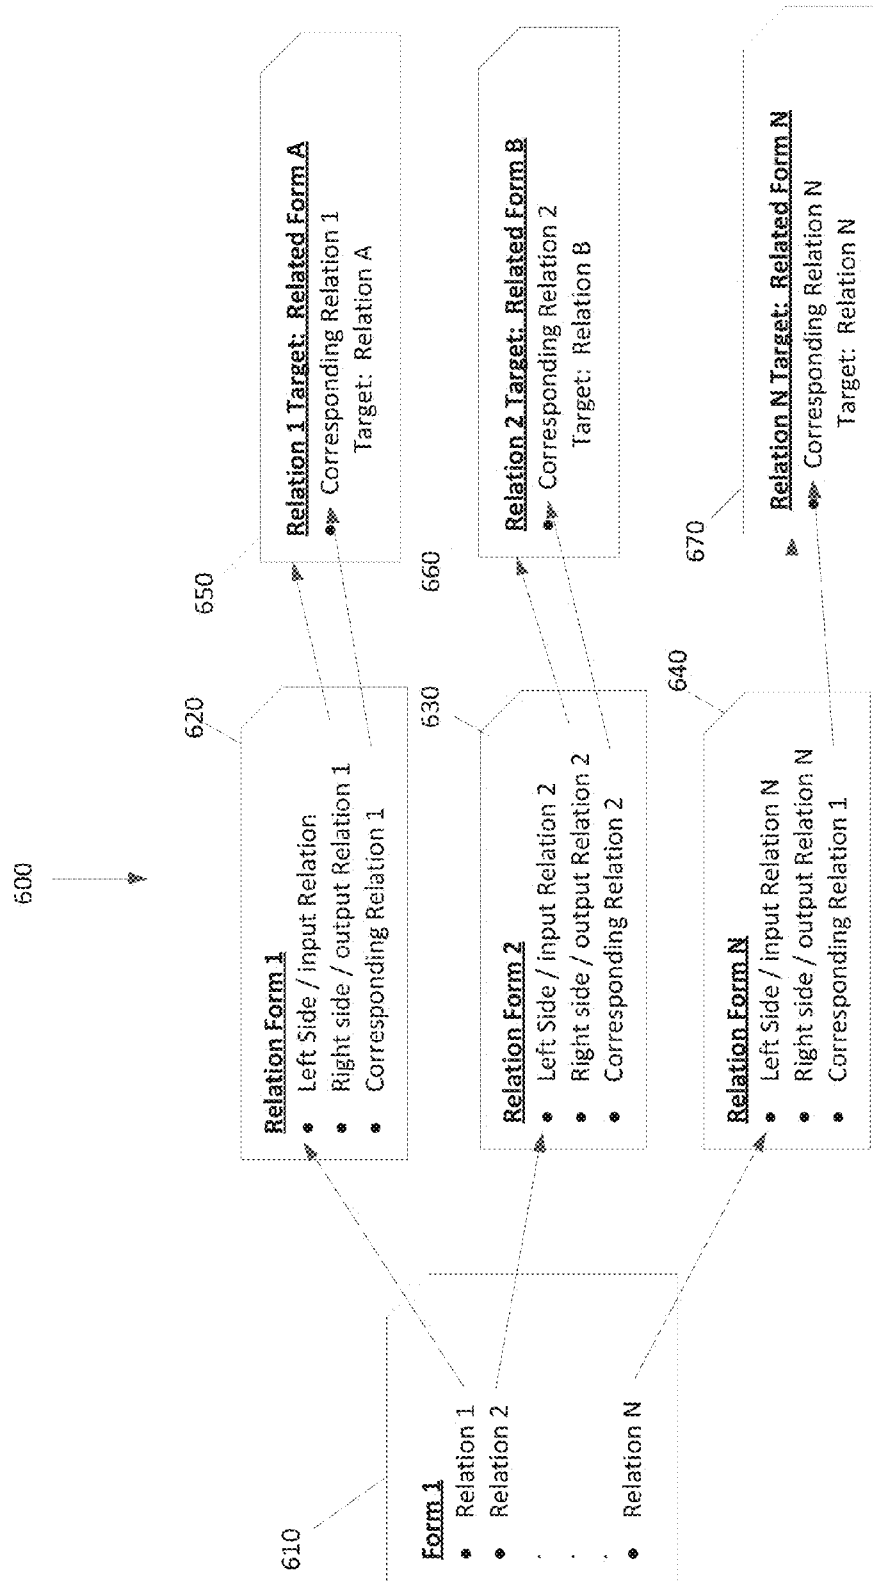 600
610
Form 1
• Relation 1
• Relation 2
.
.
.
• Relation N
620
Relation Form 1
• Left Side / input Relation
• Right side / output Relation 1
• Corresponding Relation 1
630
Relation Form 2
• Left Side / input Relation 2
• Right side / output Relation 2
• Corresponding Relation 2
640
Relation Form N
• Left Side / input Relation N
• Right side / output Relation N
• Corresponding Relation 1
650
Relation 1 Target: Related Form A
• Corresponding Relation 1
Target: Relation A
660
Relation 2 Target: Related Form B
• Corresponding Relation 2
Target: Relation B
670
Relation N Target: Related Form N
• Corresponding Relation N
Target: Relation N